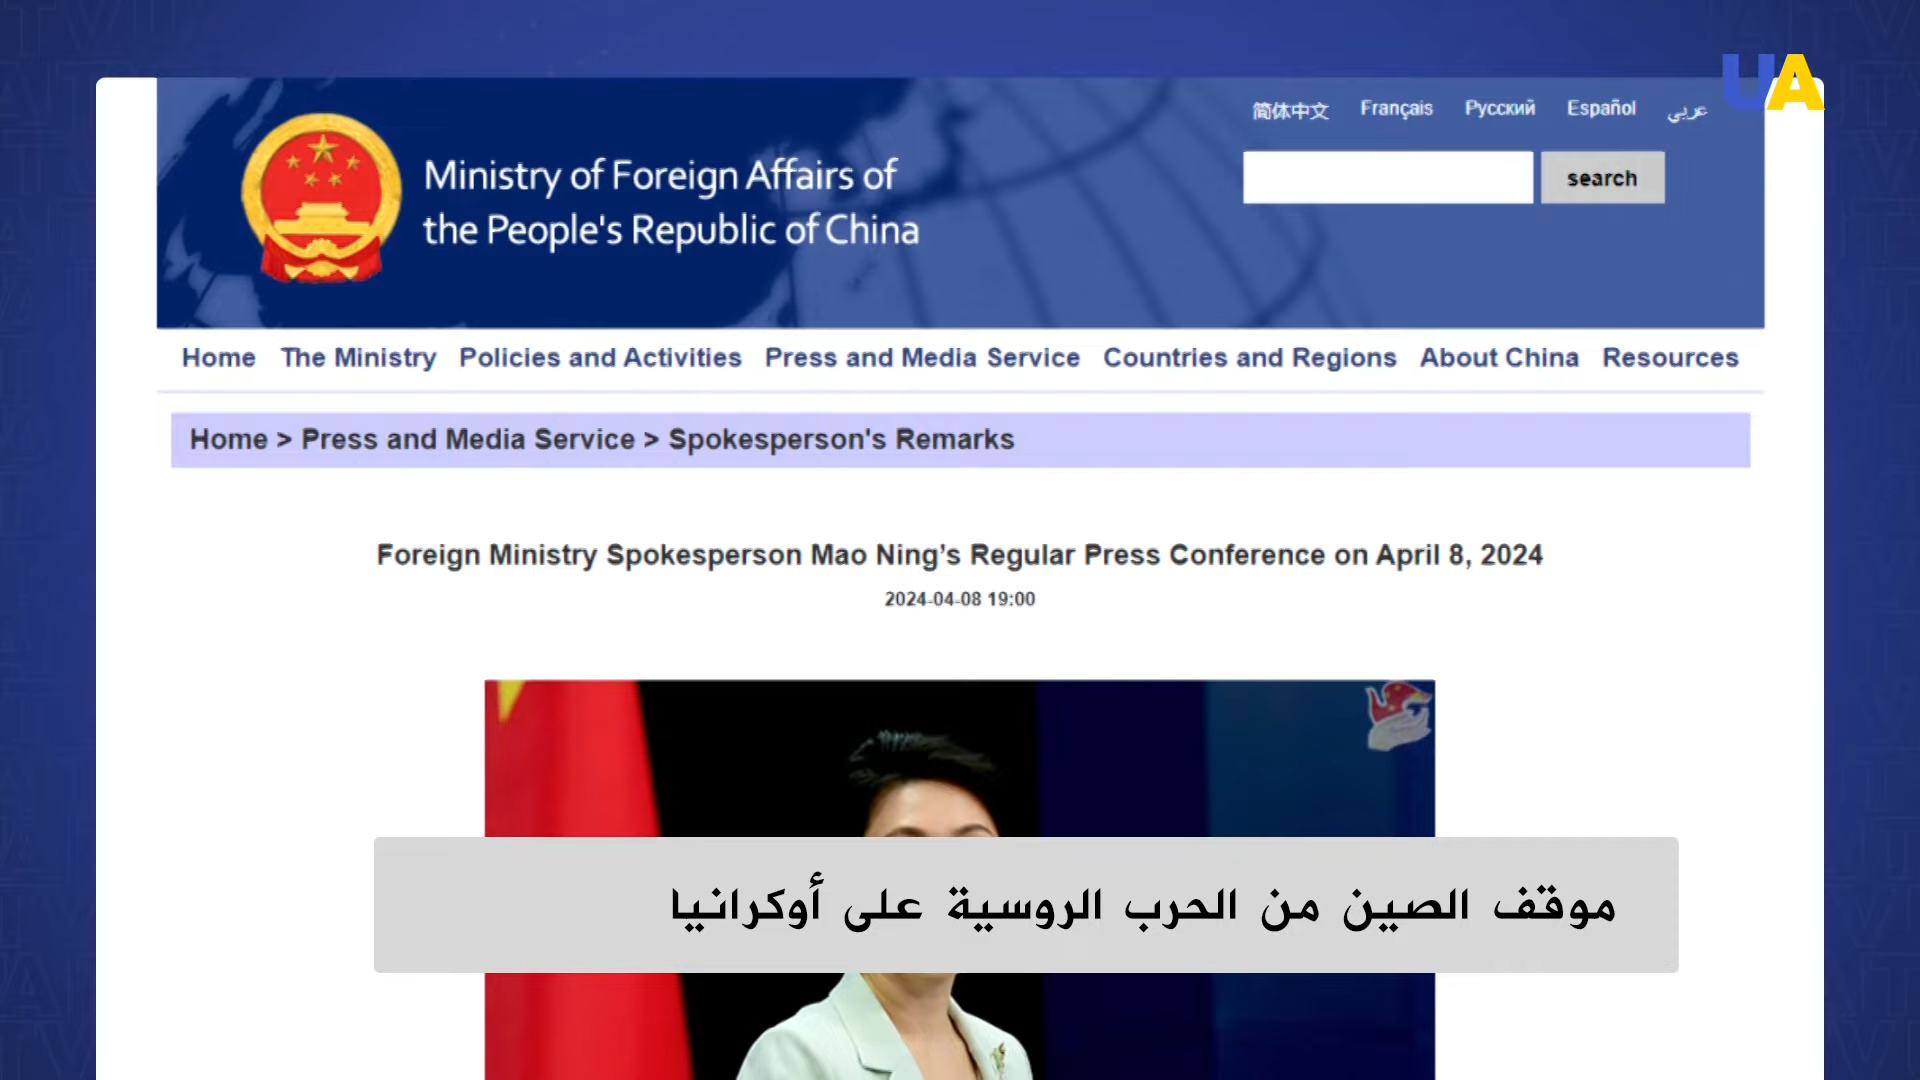 UA
简体中文 Français Русский Español عربي
search
Ministry of Foreign Affairs of
the People's Republic of China
Home The Ministry Policies and Activities Press and Media Service Countries and Regions About China Resources
Home > Press and Media Service > Spokesperson's Remarks
Foreign Ministry Spokesperson Mao Ning’s Regular Press Conference on April 8, 2024
2024-04-08 19:00
موقف الصين من الحرب الروسية على أوكرانيا